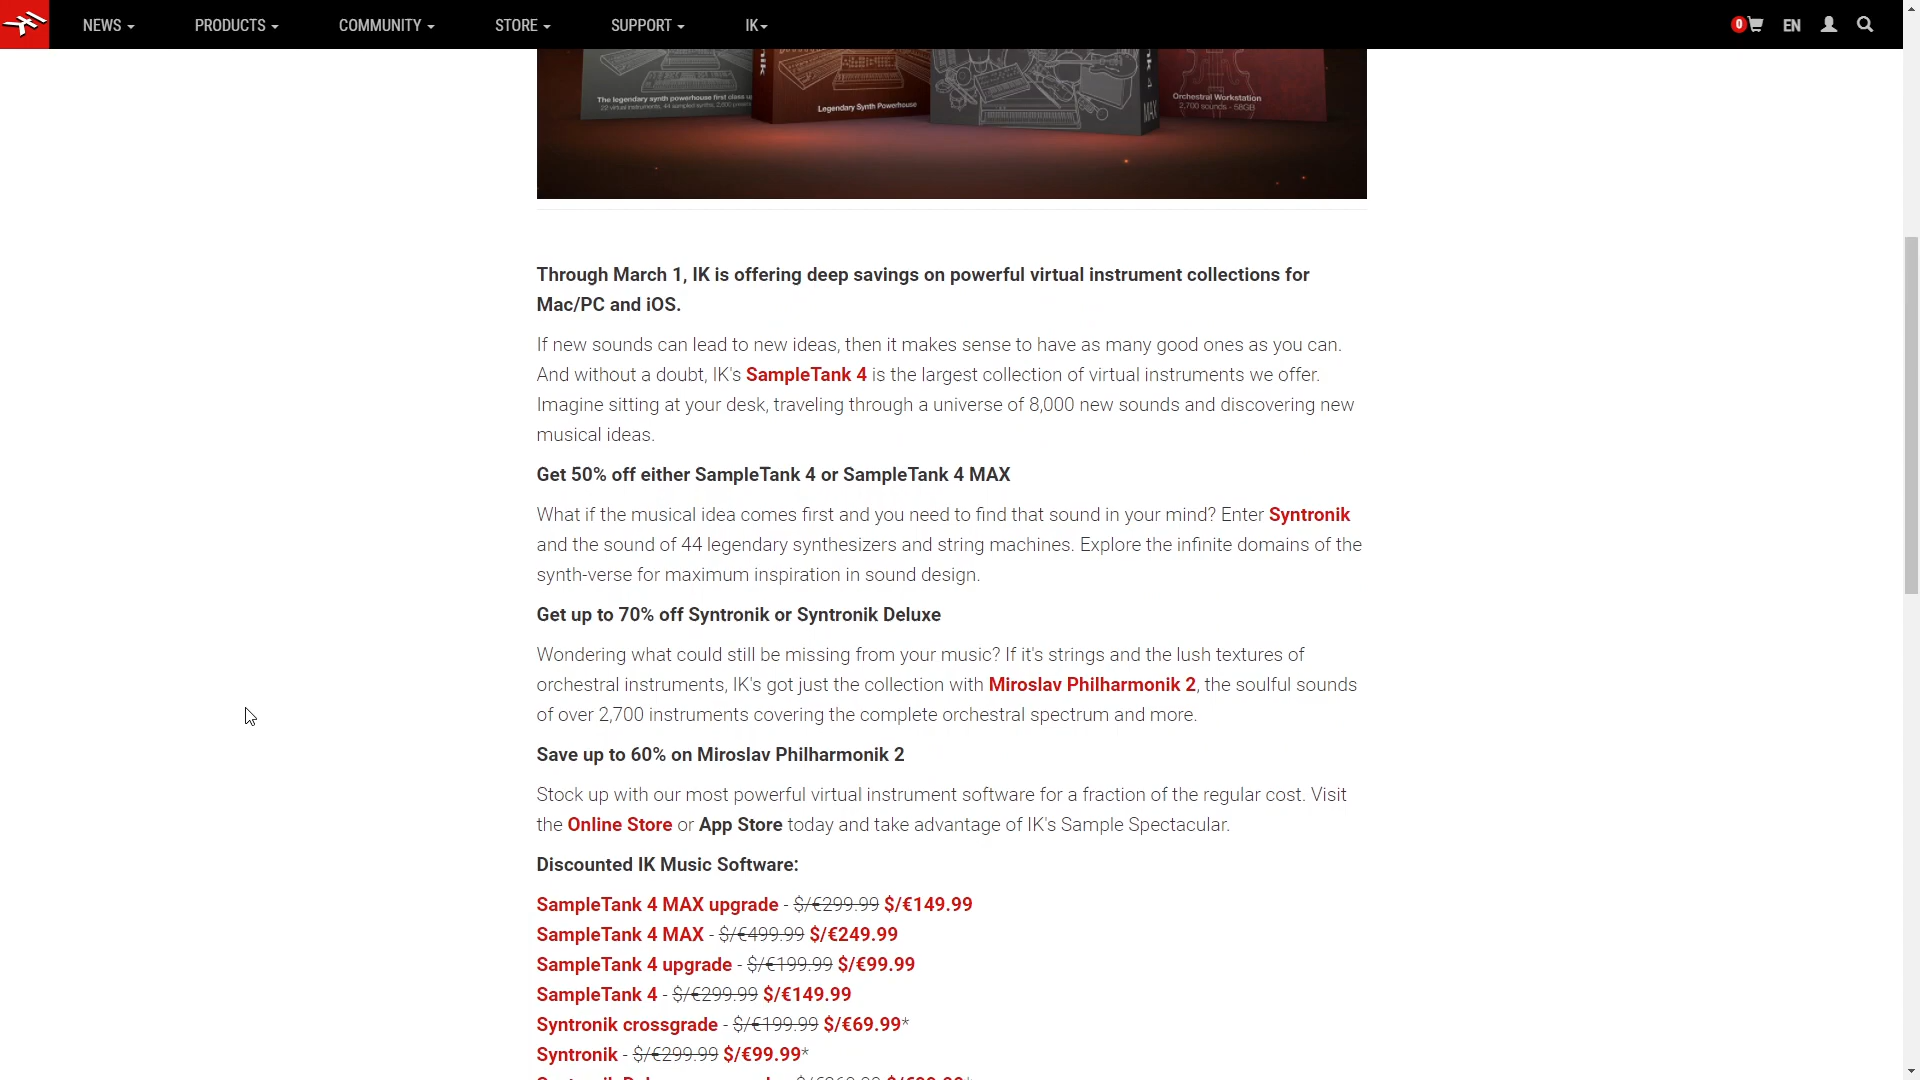 NEWS PRODUCTS COMMUNITY STORE SUPPORT IK 0 EN
The legendary synth powerhouse first class
Legendary Synth Powerhouse
MAX
Orchestral Workstation
2,700 sounds - 58GB
Through March 1, IK is offering deep savings on powerful virtual instrument collections for
Mac/PC and iOS.
If new sounds can lead to new ideas, then it makes sense to have as many good ones as you can.
And without a doubt, IK's SampleTank 4 is the largest collection of virtual instruments we offer.
Imagine sitting at your desk, traveling through a universe of 8,000 new sounds and discovering new
musical ideas.
Get 50% off either SampleTank 4 or SampleTank 4 MAX
What if the musical idea comes first and you need to find that sound in your mind? Enter Syntronik
and the sound of 44 legendary synthesizers and string machines. Explore the infinite domains of the
synth-verse for maximum inspiration in sound design.
Get up to 70% off Syntronik or Syntronik Deluxe
Wondering what could still be missing from your music? If it's strings and the lush textures of
orchestral instruments, IK's got just the collection with Miroslav Philharmonik 2, the soulful sounds
of over 2,700 instruments covering the complete orchestral spectrum and more.
Save up to 60% on Miroslav Philharmonik 2
Stock up with our most powerful virtual instrument software for a fraction of the regular cost. Visit
the Online Store or App Store today and take advantage of IK's Sample Spectacular.
Discounted IK Music Software:
SampleTank 4 MAX upgrade - $/€299.99 $/€149.99
SampleTank 4 MAX - $/€499.99 $/€249.99
SampleTank 4 upgrade - $/€199.99 $/€99.99
SampleTank 4 - $/€299.99 $/€149.99
Syntronik crossgrade - $/€199.99 $/€69.99*
Syntronik - $/€299.99 $/€99.99*